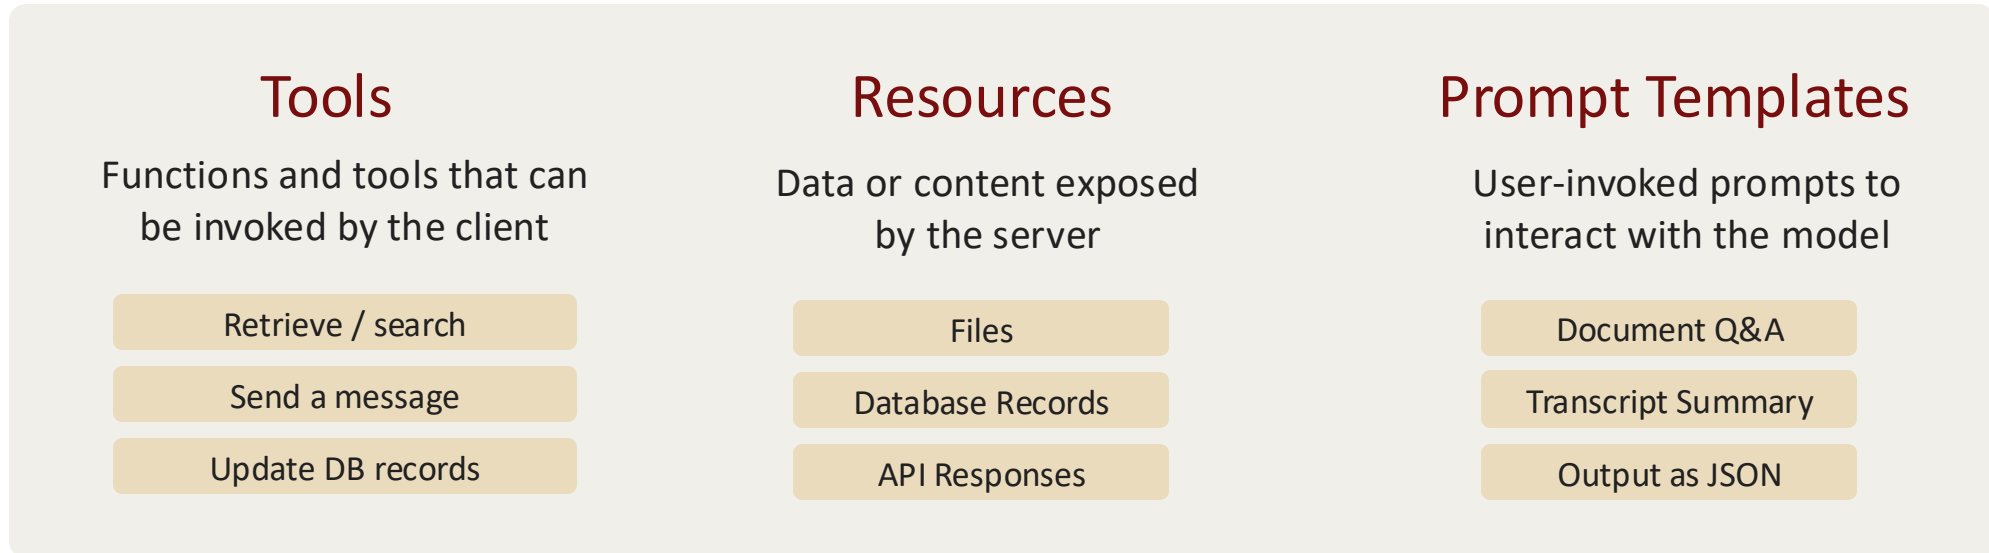 Tools
Functions and tools that can
be invoked by the client
Retrieve / search
Send a message
Update DB records
Resources
Data or content exposed
by the server
Files
Database Records
API Responses
Prompt Templates
User-invoked prompts to
interact with the model
Document Q&A
Transcript Summary
Output as JSON